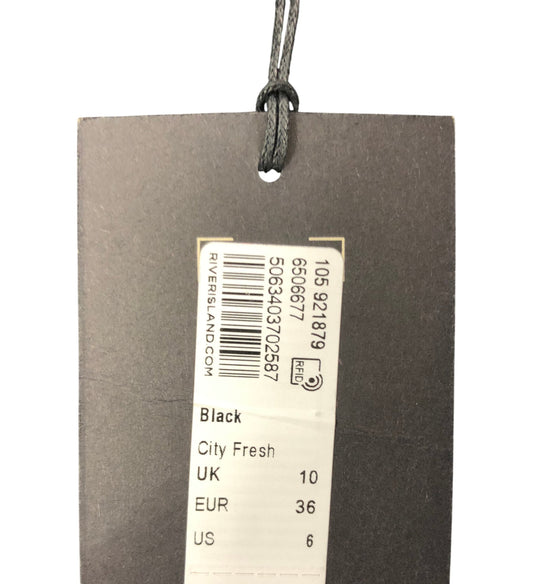 105 921879
6506677
RFID
5063403702587
RIVERISLAND.COM
Black
City Fresh
UK 10
EUR 36
US 6